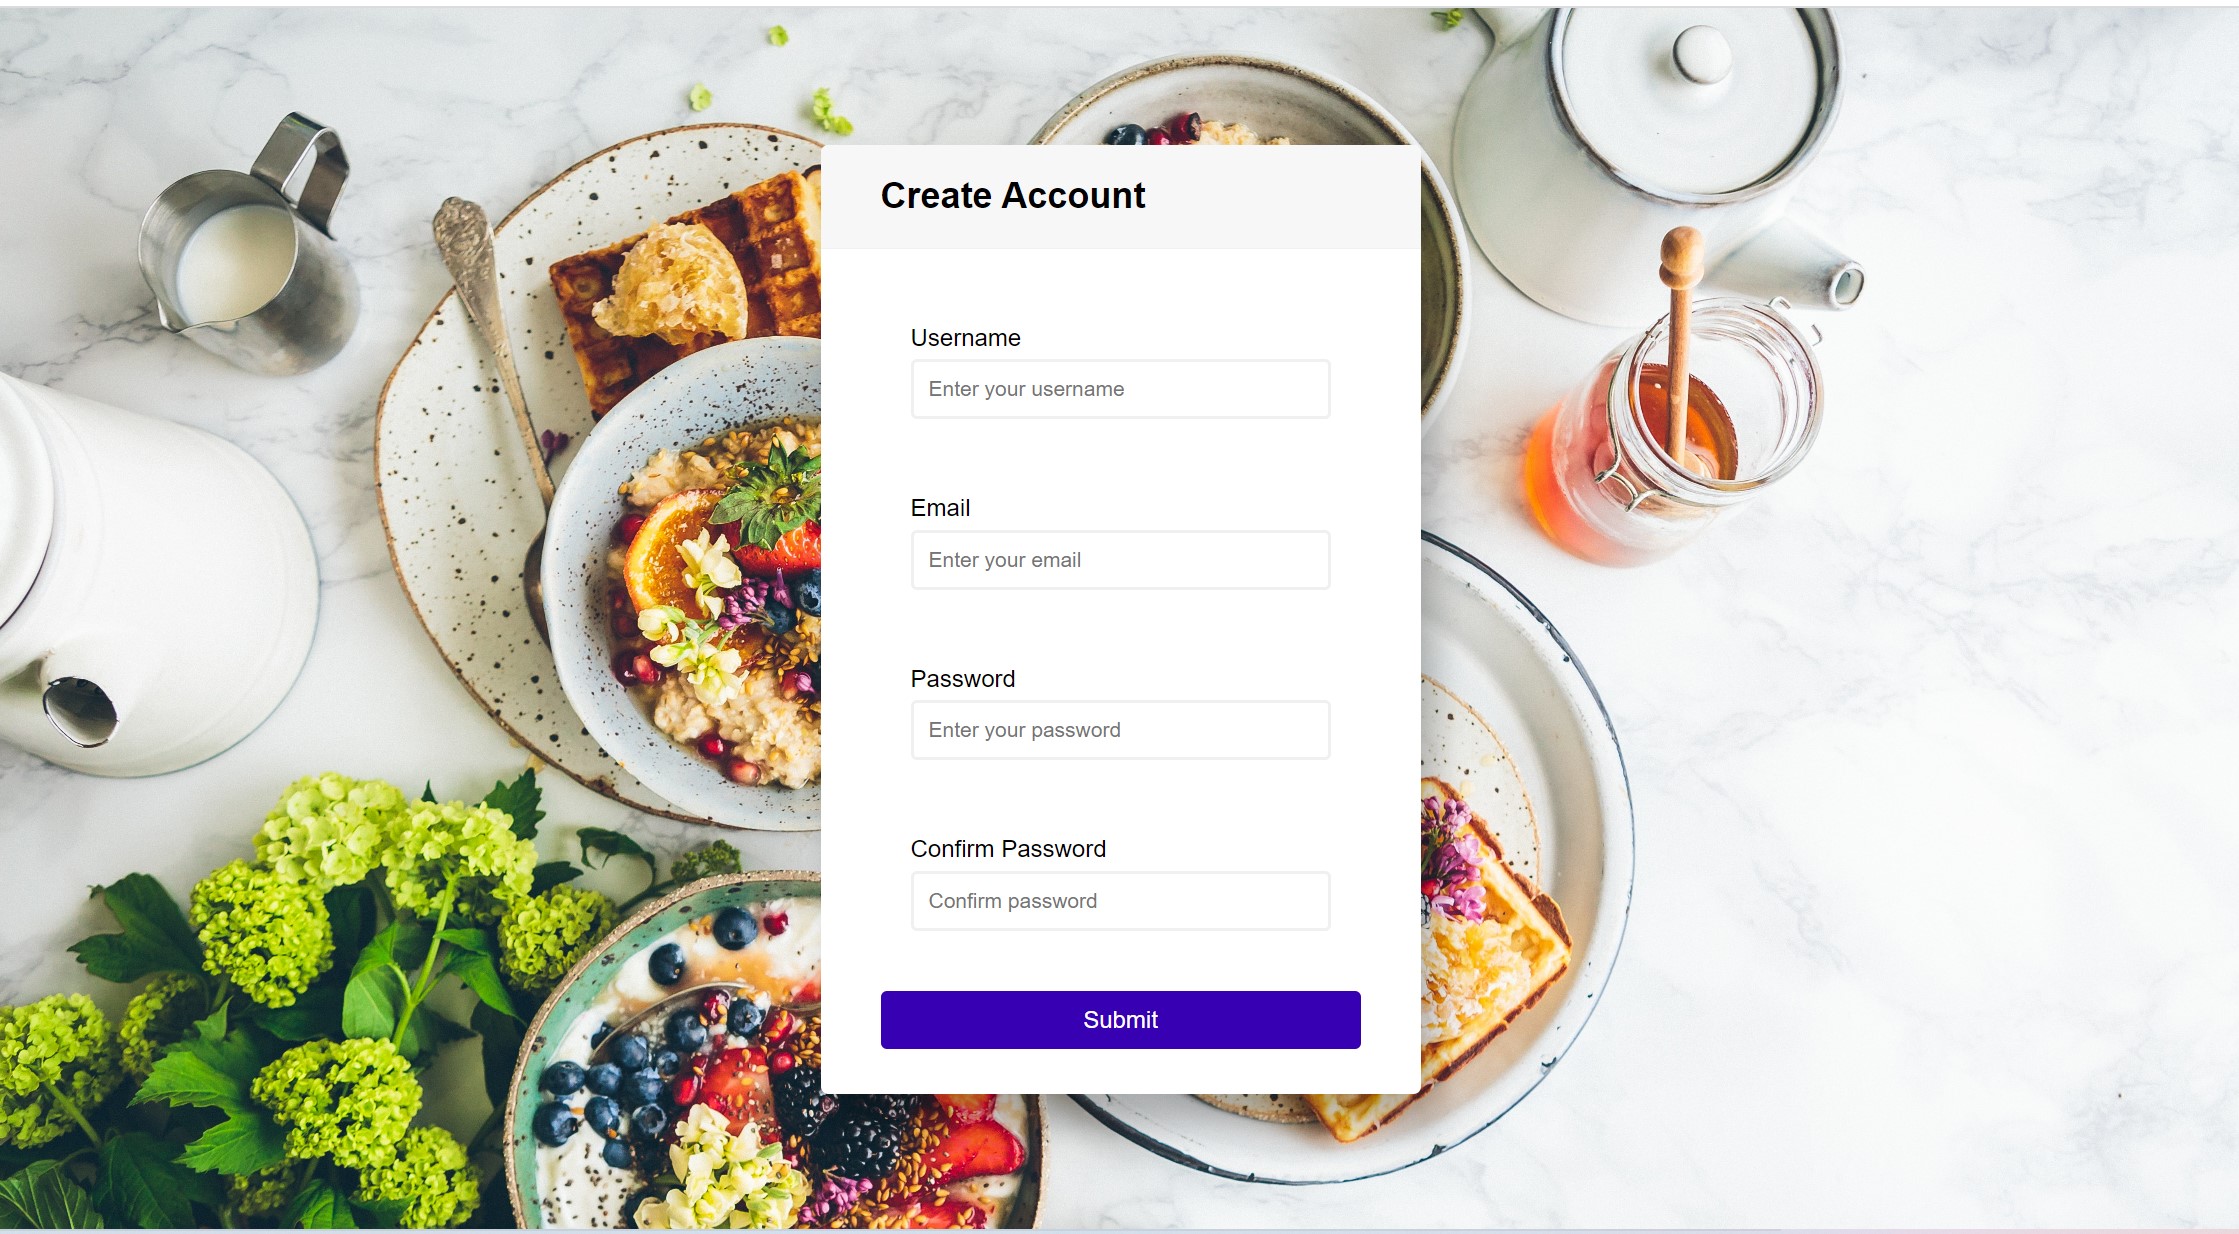 Create Account
Username
Enter your username
Email
Enter your email
Password
Enter your password
Confirm Password
Confirm password
Submit